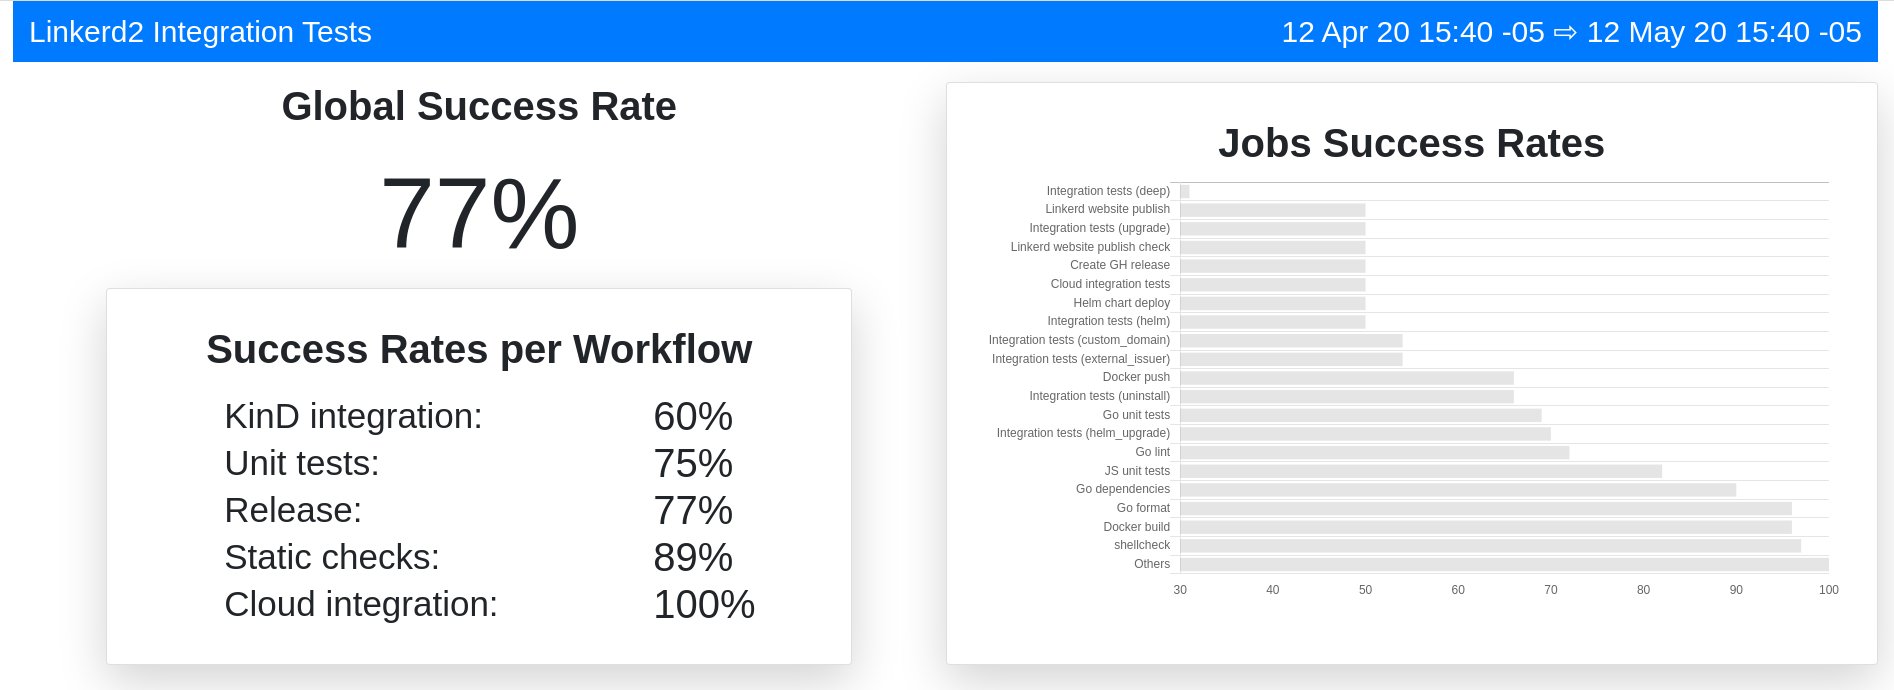 Linkerd2 Integration Tests
12 Apr 20 15:40 -05 ⇨ 12 May 20 15:40 -05
Global Success Rate
77%
Success Rates per Workflow
KinD integration: 60%
Unit tests: 75%
Release: 77%
Static checks: 89%
Cloud integration: 100%
Jobs Success Rates
Integration tests (deep)
Linkerd website publish
Integration tests (upgrade)
Linkerd website publish check
Create GH release
Cloud integration tests
Helm chart deploy
Integration tests (helm)
Integration tests (custom_domain)
Integration tests (external_issuer)
Docker push
Integration tests (uninstall)
Go unit tests
Integration tests (helm_upgrade)
Go lint
JS unit tests
Go dependencies
Go format
Docker build
shellcheck
Others
30 40 50 60 70 80 90 100